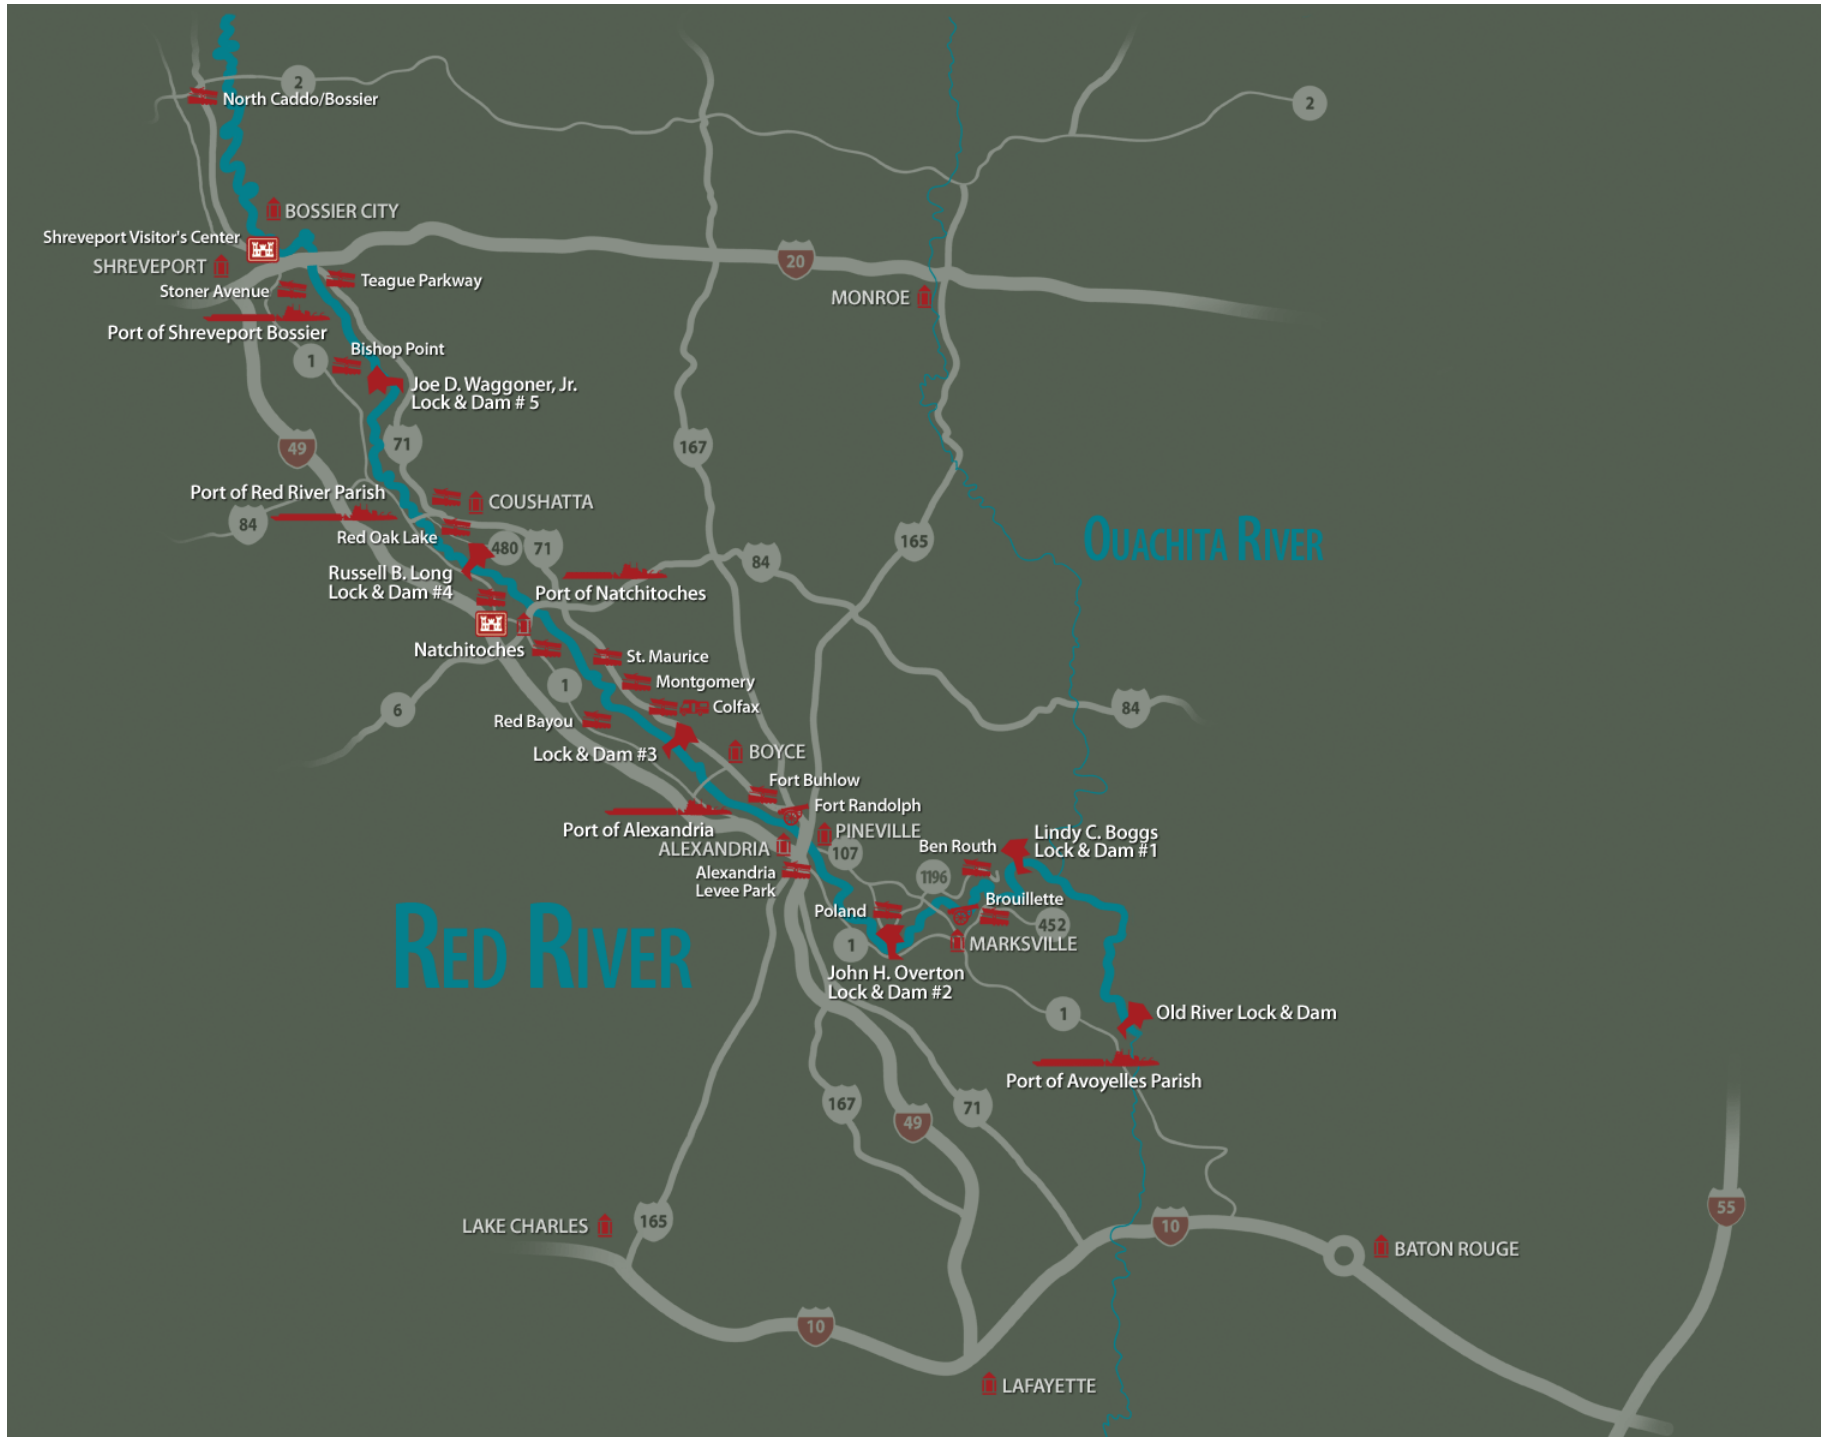 2
North Caddo/Bossier
2
BOSSIER CITY
Shreveport Visitor's Center
SHREVEPORT
20
Teague Parkway
Stoner Avenue
MONROE
Port of Shreveport Bossier
Bishop Point
1
Joe D. Waggoner, Jr.
Lock & Dam # 5
71
49
167
Port of Red River Parish
COUSHATTA
84
Red Oak Lake
480
71
165
OUACHITA RIVER
84
Russell B. Long
Lock & Dam #4
Port of Natchitoches
Natchitoches
St. Maurice
1
Montgomery
6
Colfax
84
Red Bayou
Lock & Dam #3
BOYCE
Fort Buhlow
Fort Randolph
Port of Alexandria
PINEVILLE
ALEXANDRIA
107
Ben Routh
Lindy C. Boggs
Lock & Dam #1
Alexandria
Levee Park
1196
Brouillette
Poland
452
RED RIVER
1
MARKSVILLE
John H. Overton
Lock & Dam #2
1
Old River Lock & Dam
Port of Avoyelles Parish
167
49
71
55
LAKE CHARLES
165
10
BATON ROUGE
10
LAFAYETTE